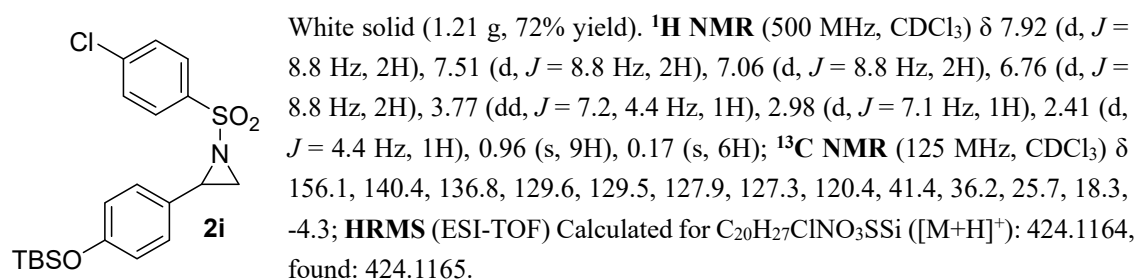 Cl
SO₂
N
2i
TBSO
White solid (1.21 g, 72% yield). ¹H NMR (500 MHz, CDCl₃) δ 7.92 (d, J =
8.8 Hz, 2H), 7.51 (d, J = 8.8 Hz, 2H), 7.06 (d, J = 8.8 Hz, 2H), 6.76 (d, J =
8.8 Hz, 2H), 3.77 (dd, J = 7.2, 4.4 Hz, 1H), 2.98 (d, J = 7.1 Hz, 1H), 2.41 (d,
J = 4.4 Hz, 1H), 0.96 (s, 9H), 0.17 (s, 6H); ¹³C NMR (125 MHz, CDCl₃) δ
156.1, 140.4, 136.8, 129.6, 129.5, 127.9, 127.3, 120.4, 41.4, 36.2, 25.7, 18.3,
-4.3; HRMS (ESI-TOF) Calculated for C₂₀H₂₇ClNO₃SSi ([M+H]⁺): 424.1164,
found: 424.1165.